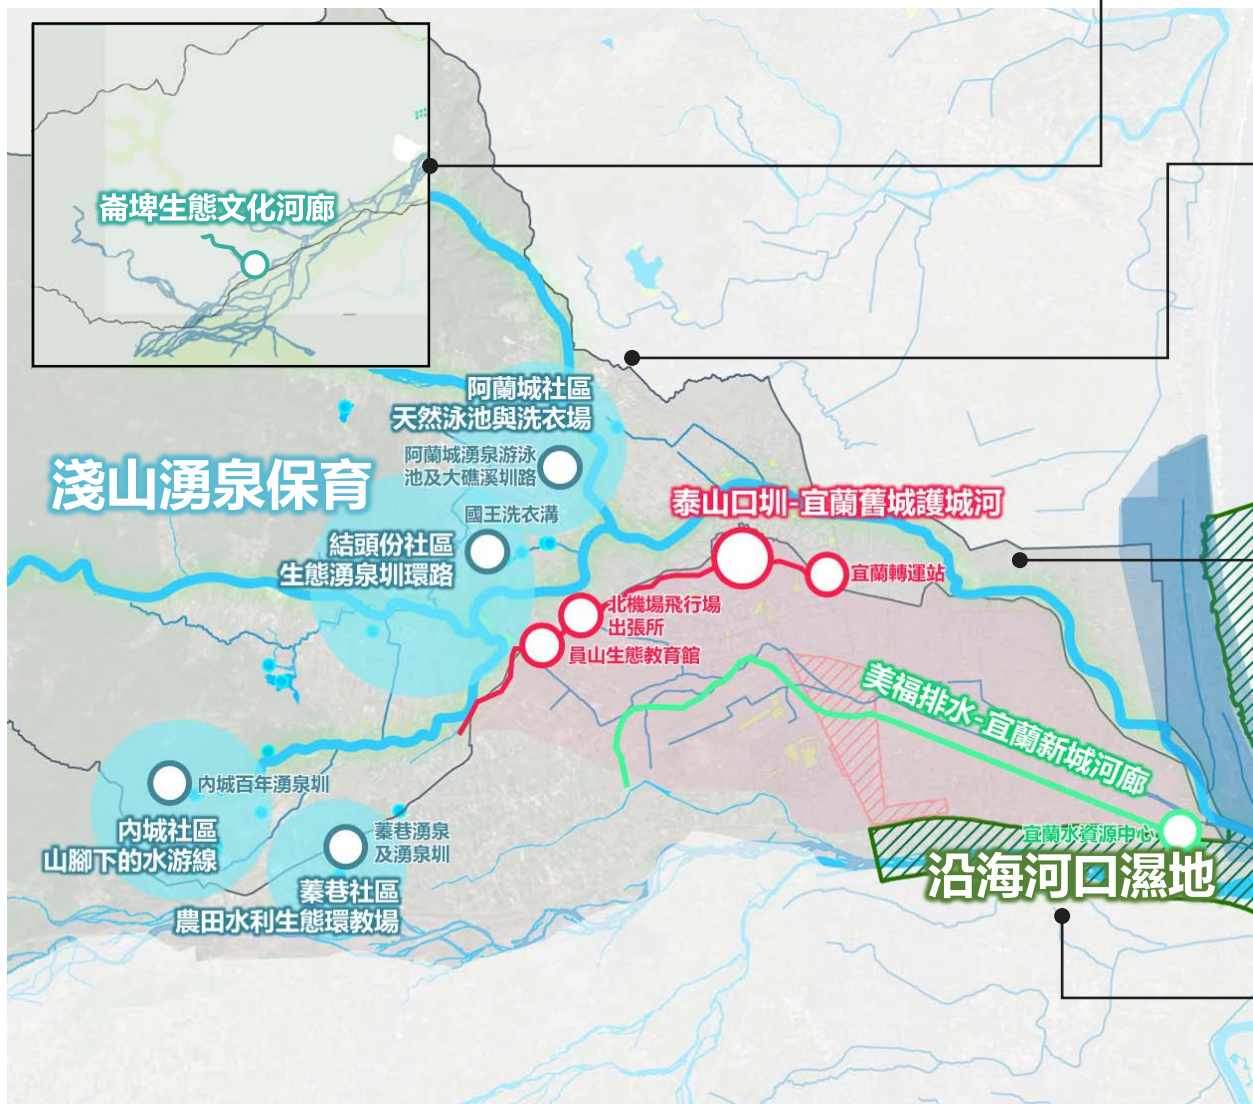 崙埤生態文化河廊
阿蘭城社區
天然泳池與洗衣場
阿蘭城湧泉游泳
池及大礁溪圳路
淺山湧泉保育
國王洗衣溝
結頭份社區
生態湧泉圳環路
泰山口圳-宜蘭舊城護城河
宜蘭轉運站
北機場飛行場
出張所
員山生態教育館
美福排水-宜蘭新城河廊
內城百年湧泉圳
內城社區
山腳下的水游線
蓁巷湧泉
及湧泉圳
蓁巷社區
農田水利生態環教場
宜蘭水資源中心
沿海河口濕地